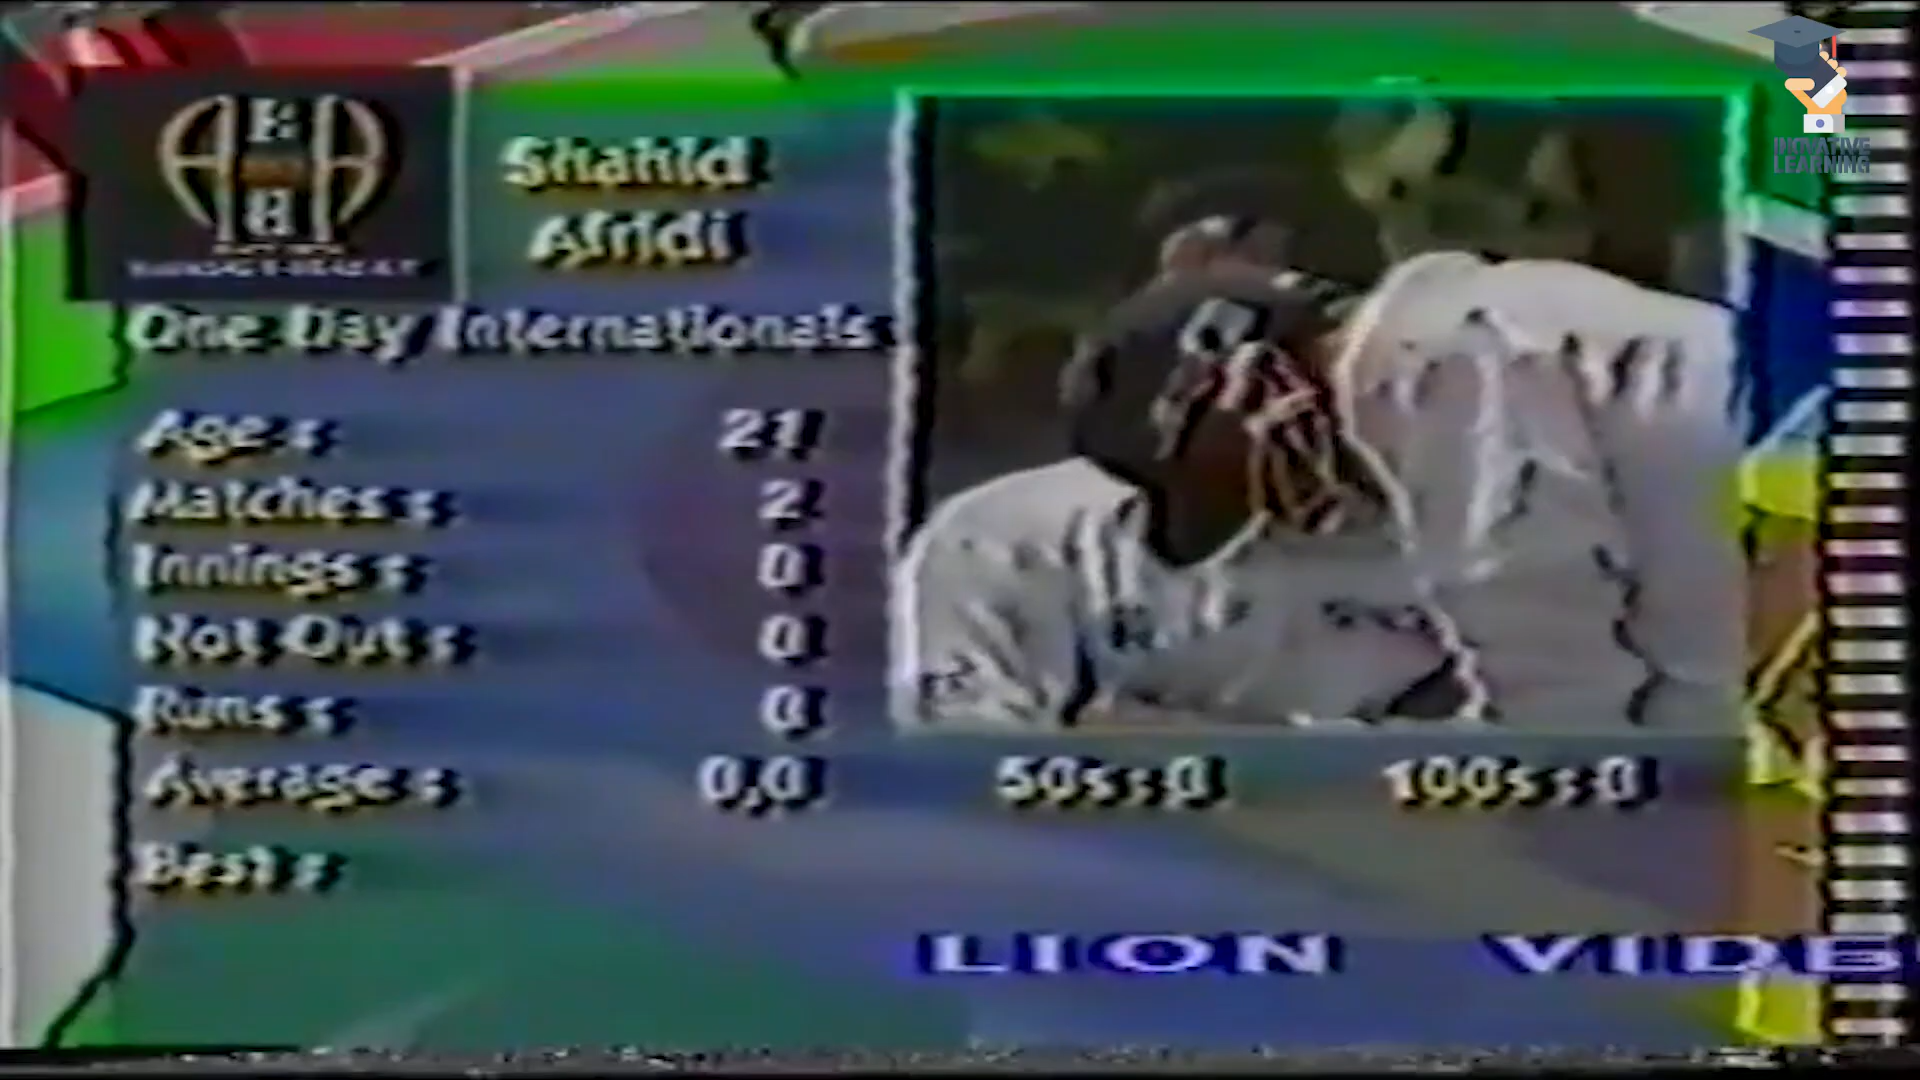 Shahid
Afridi
One Day Internationals
Age : 21
Matches : 2
Innings : 0
Not Out : 0
Runs : 0
Average : 0,0 50s : 0 100s : 0
Best :
LION VIDE
INOVATIVE
LEARNING